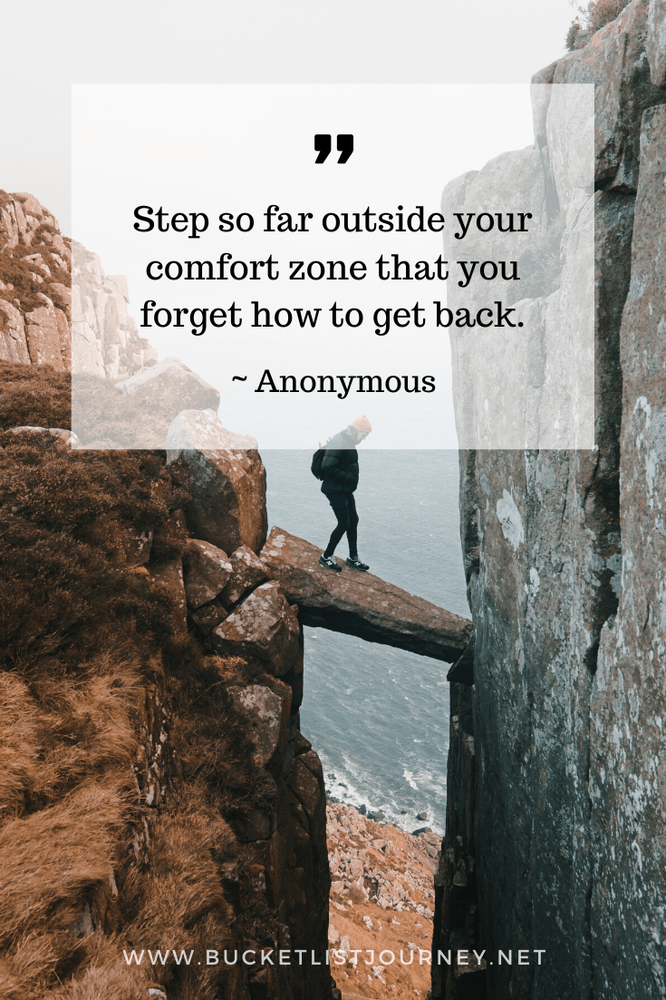 ”
Step so far outside your
comfort zone that you
forget how to get back.
~ Anonymous
WWW.BUCKETLISTJOURNEY.NET